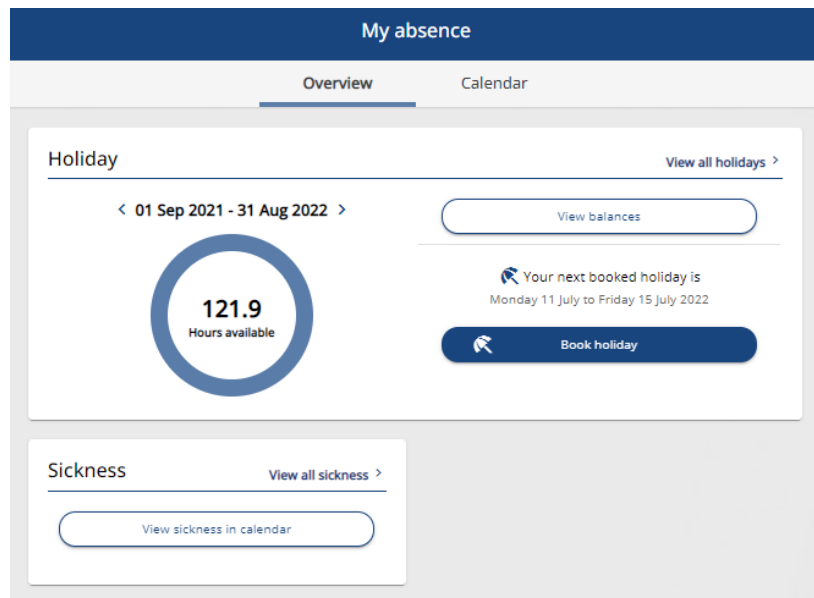 My absence
Overview Calendar
Holiday
View all holidays >
< 01 Sep 2021 - 31 Aug 2022 >
121.9
Hours available
View balances
Your next booked holiday is
Monday 11 July to Friday 15 July 2022
Book holiday
Sickness
View all sickness >
View sickness in calendar